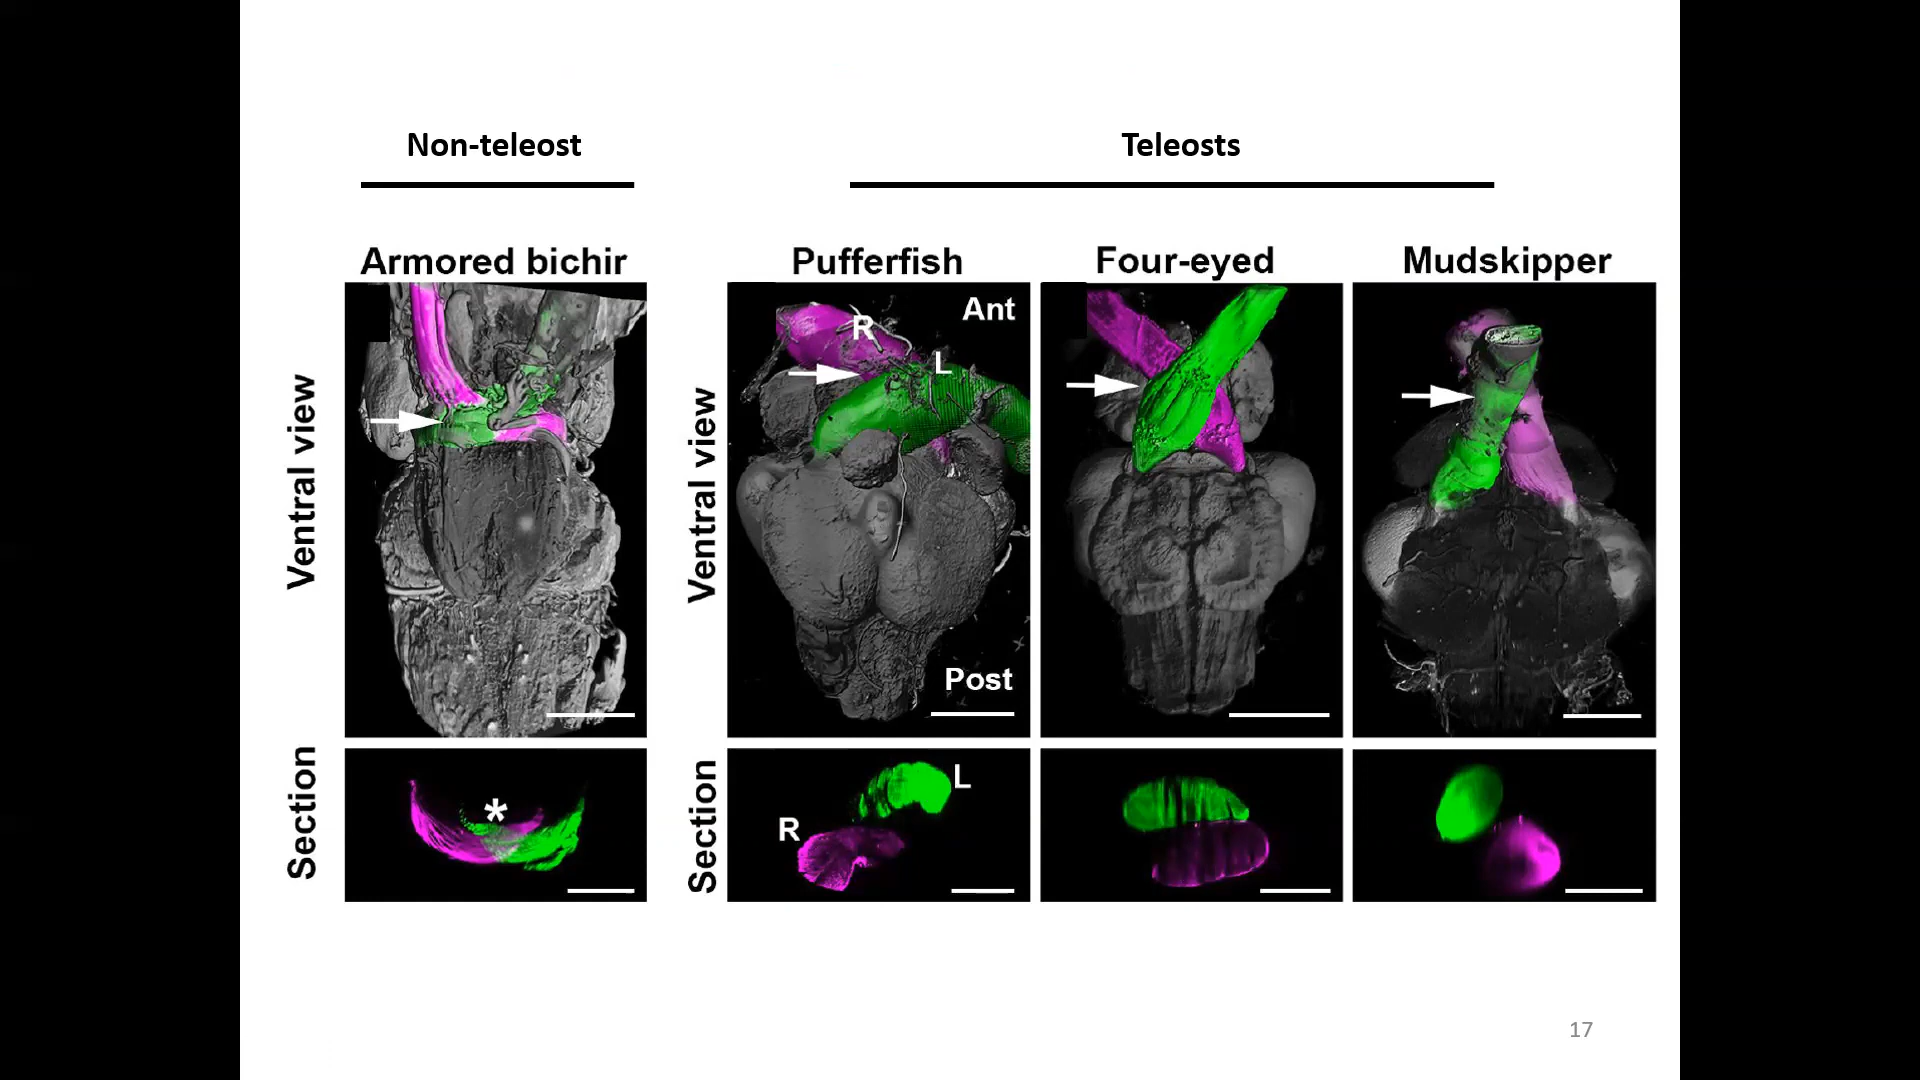 Non-teleost
Teleosts
Armored bichir
Pufferfish
Four-eyed
Mudskipper
Ventral view
Ventral view
R
L
Ant
Post
Section
*
Section
R
L
17